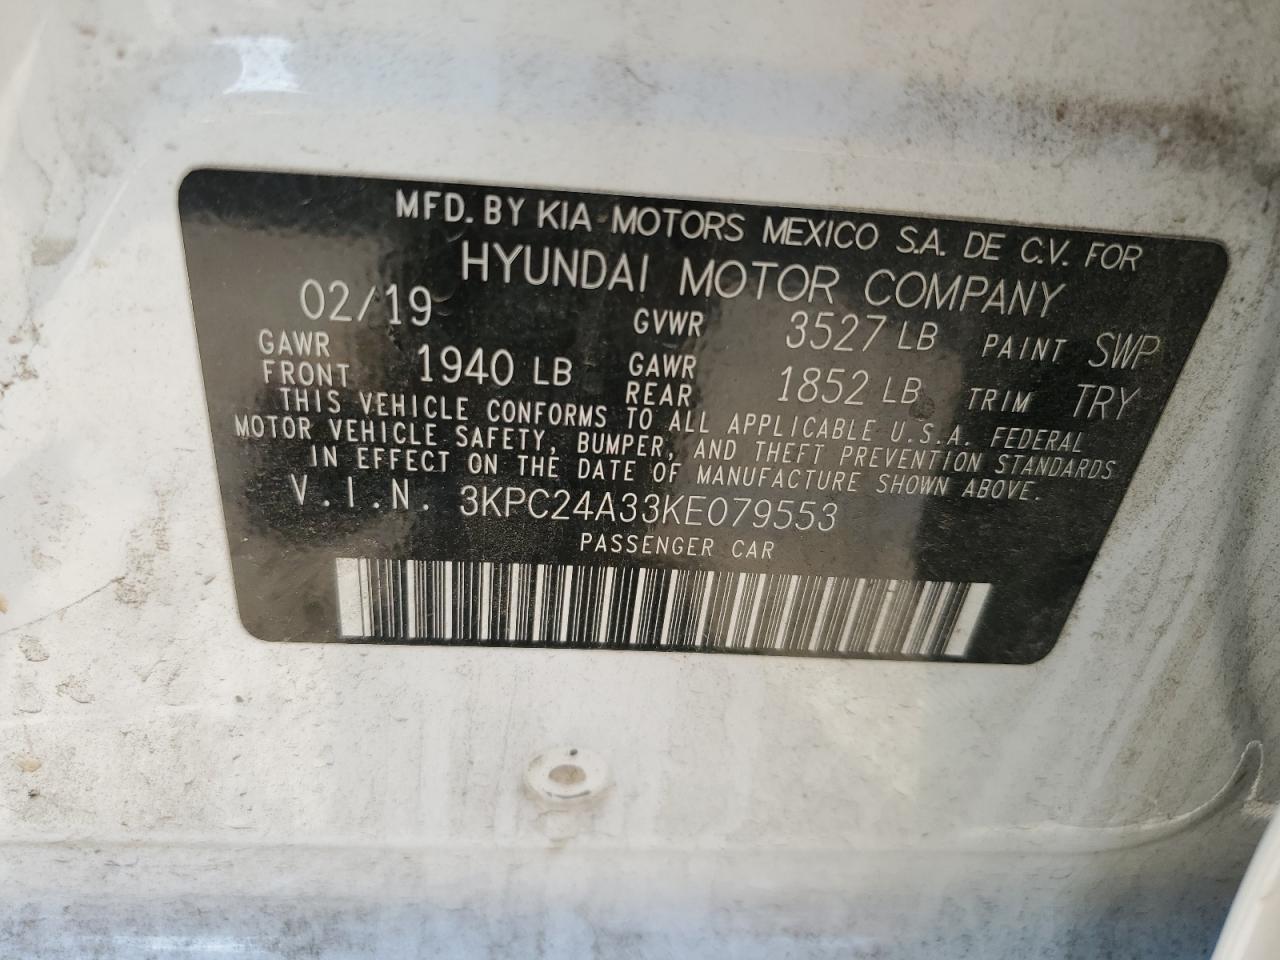 MFD. BY KIA MOTORS MEXICO S.A. DE C.V. FOR
HYUNDAI MOTOR COMPANY
02/19 GVWR 3527 LB PAINT SWP
GAWR FRONT 1940 LB GAWR REAR 1852 LB TRIM TRY
THIS VEHICLE CONFORMS TO ALL APPLICABLE U.S.A. FEDERAL
MOTOR VEHICLE SAFETY, BUMPER, AND THEFT PREVENTION STANDARDS
IN EFFECT ON THE DATE OF MANUFACTURE SHOWN ABOVE.
V.I.N. 3KPC24A33KE079553
PASSENGER CAR